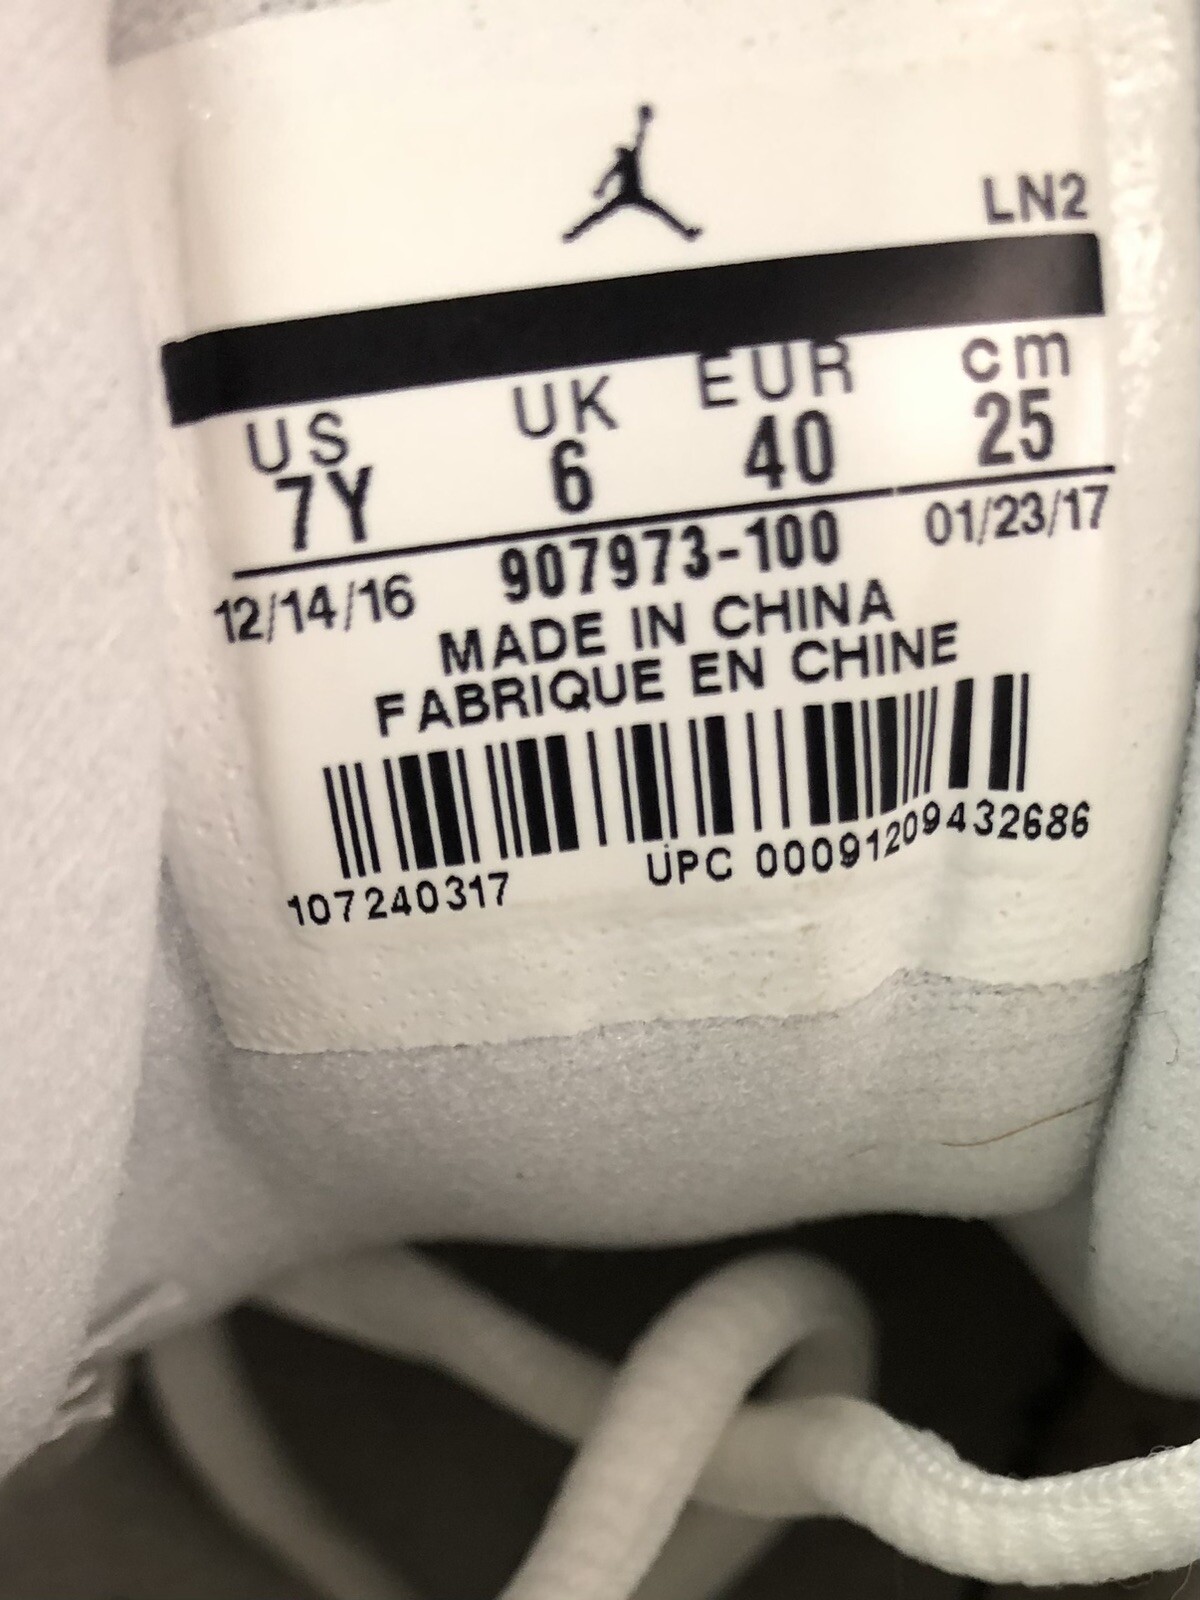 LN2
US UK EUR cm
7Y 6 40 25
12/14/16 907973-100 01/23/17
MADE IN CHINA
FABRIQUE EN CHINE
107240317 UPC 00091209432686